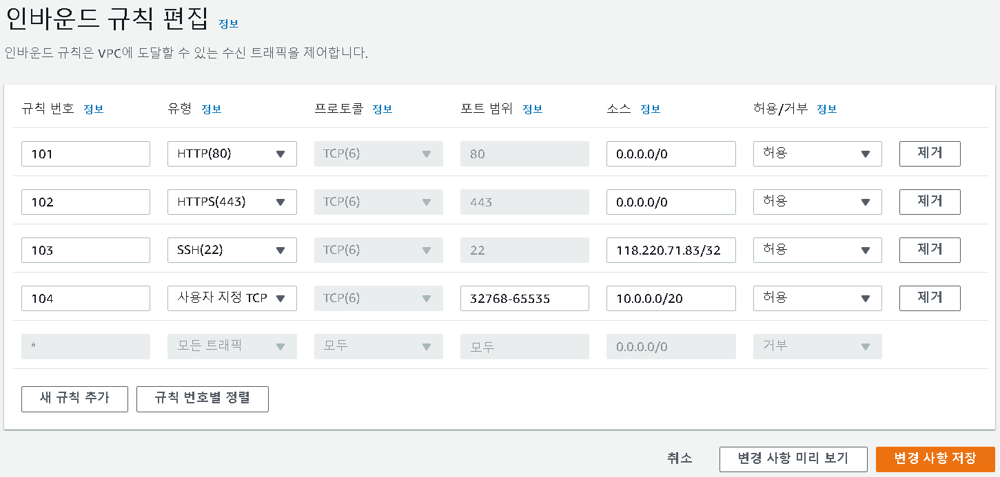 인바운드 규칙 편집 정보
인바운드 규칙은 VPC에 도달할 수 있는 수신 트래픽을 제어합니다.
규칙 번호 정보 유형 정보 프로토콜 정보 포트 범위 정보 소스 정보 허용/거부 정보
101 HTTP(80) TCP(6) 80 0.0.0.0/0 허용 제거
102 HTTPS(443) TCP(6) 443 0.0.0.0/0 허용 제거
103 SSH(22) TCP(6) 22 118.220.71.83/32 허용 제거
104 사용자 지정 TCP TCP(6) 32768-65535 10.0.0.0/20 허용 제거
* 모든 트래픽 모두 모두 0.0.0.0/0 거부
새 규칙 추가 규칙 번호별 정렬
취소 변경 사항 미리 보기 변경 사항 저장